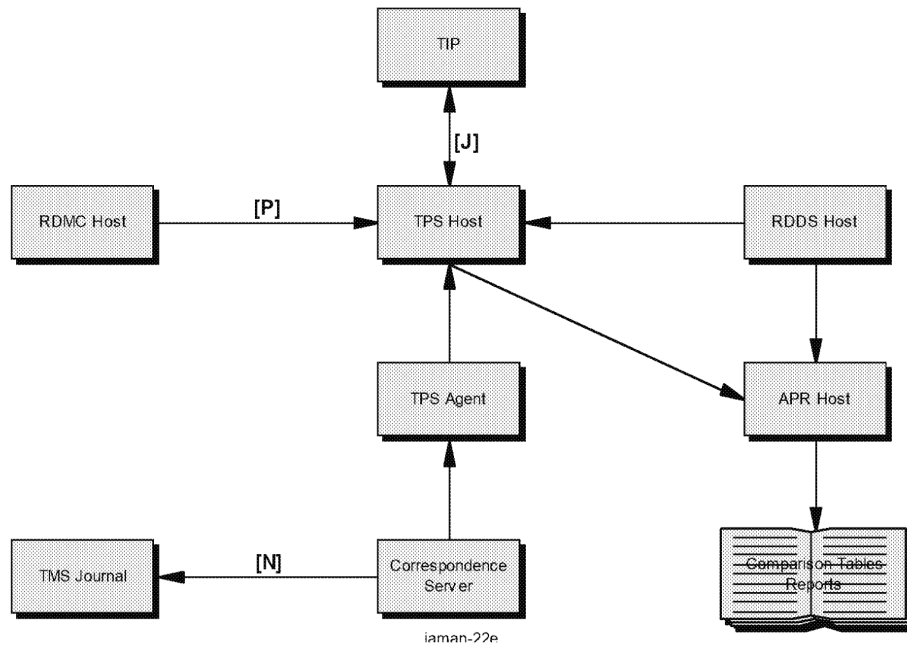 TIP
[J]
RDMC Host
[P]
TPS Host
RDDS Host
TPS Agent
APR Host
TMS Journal
[N]
Correspondence
Server
Comparison Tables
Reports
iaman-22e